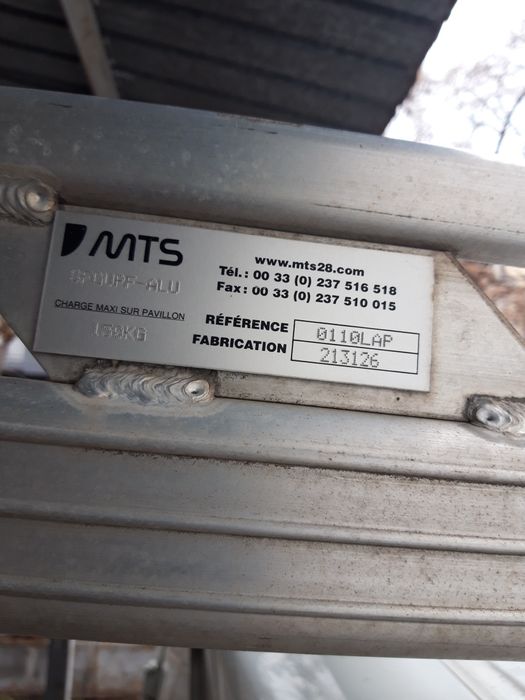 MTS
www.mts28.com
Tél.: 00 33 (0) 237 516 518
Fax : 00 33 (0) 237 510 015
CHARGE MAXI SUR PAVILLON
150KG
RÉFÉRENCE 0110LAP
FABRICATION 213126